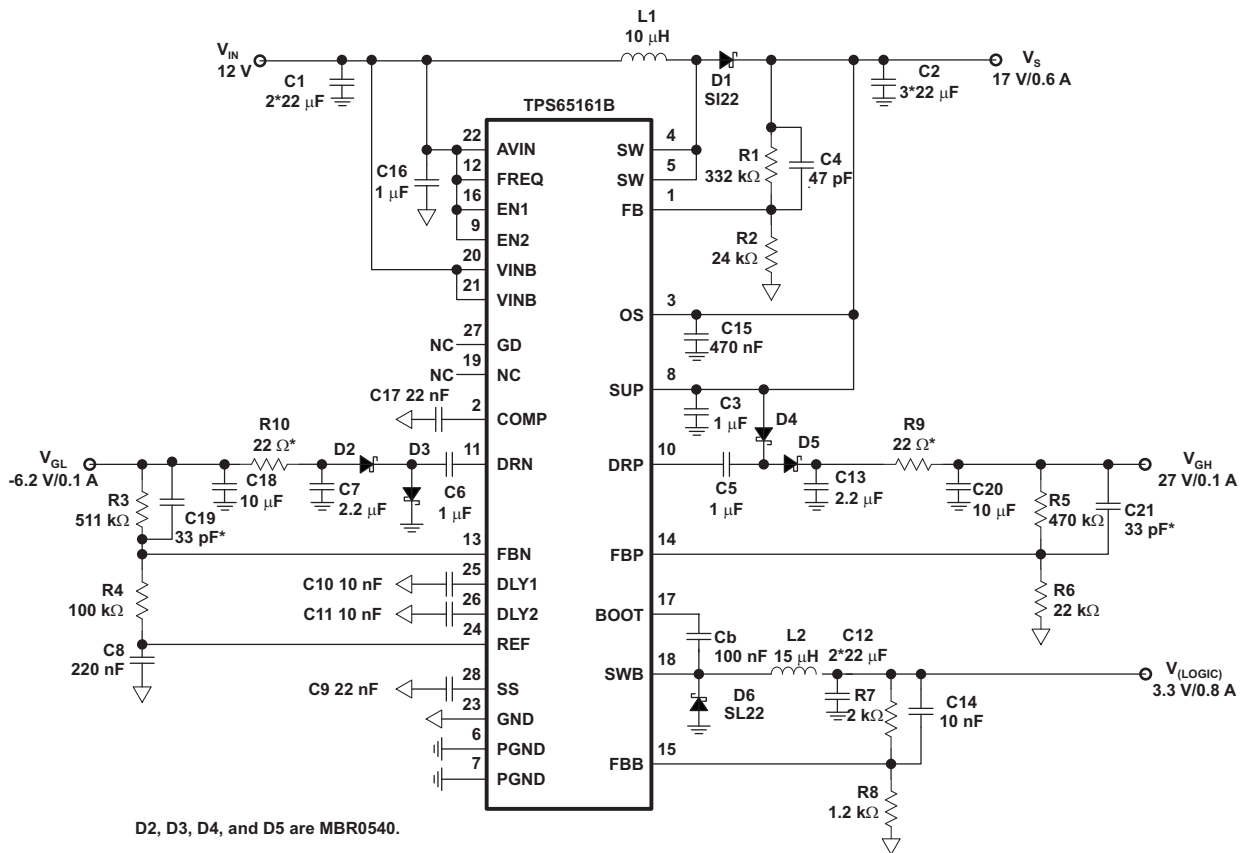 L1
10 μH
V_IN
12 V
C1
2*22 μF
D1
SI22
C2
3*22 μF
V_S
17 V/0.6 A
TPS65161B
22
AVIN
12
FREQ
16
EN1
9
EN2
20
VINB
21
VINB
27
NC
GD
19
NC
NC
C17 22 nF
2
COMP
11
DRN
13
FBN
25
C10 10 nF
DLY1
26
C11 10 nF
DLY2
24
REF
28
C9 22 nF
SS
23
GND
6
PGND
7
PGND
C16
1 μF
4
SW
5
SW
1
FB
3
OS
8
SUP
10
DRP
14
FBP
17
BOOT
18
SWB
15
FBB
R1
332 kΩ
C4
47 pF
R2
24 kΩ
C15
470 nF
C3
1 μF
D4
D5
R9
22 Ω*
C5
1 μF
C13
2.2 μF
C20
10 μF
R5
470 kΩ
C21
33 pF*
V_GH
27 V/0.1 A
R6
22 kΩ
Cb
100 nF
L2
15 μH
C12
2*22 μF
D6
SL22
R7
2 kΩ
C14
10 nF
V_(LOGIC)
3.3 V/0.8 A
R8
1.2 kΩ
V_GL
-6.2 V/0.1 A
R10
22 Ω*
D2
D3
R3
511 kΩ
C19
33 pF*
C18
10 μF
C7
2.2 μF
C6
1 μF
R4
100 kΩ
C8
220 nF
D2, D3, D4, and D5 are MBR0540.